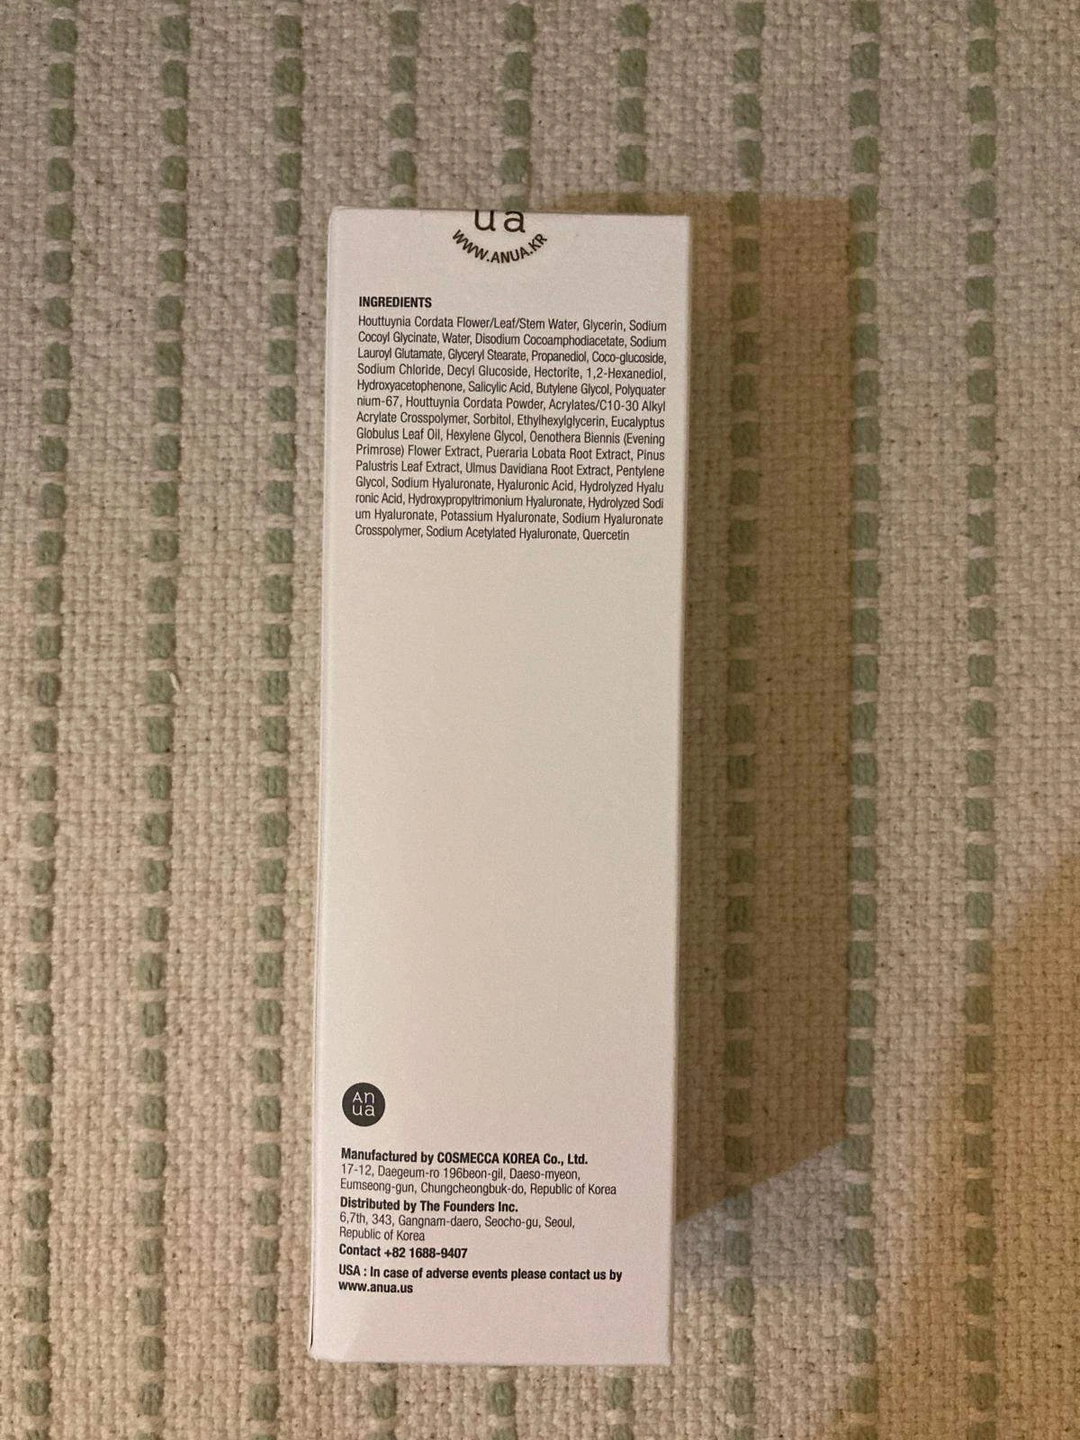 ua
WWW.ANUA.KR
INGREDIENTS
Houttuynia Cordata Flower/Leaf/Stem Water, Glycerin, Sodium
Cocoyl Glycinate, Water, Disodium Cocoamphodiacetate, Sodium
Lauroyl Glutamate, Glyceryl Stearate, Propanediol, Coco-glucoside,
Sodium Chloride, Decyl Glucoside, Hectorite, 1,2-Hexanediol,
Hydroxyacetophenone, Salicylic Acid, Butylene Glycol, Polyquater
nium-67, Houttuynia Cordata Powder, Acrylates/C10-30 Alkyl
Acrylate Crosspolymer, Sorbitol, Ethylhexylglycerin, Eucalyptus
Globulus Leaf Oil, Hexylene Glycol, Oenothera Biennis (Evening
Primrose) Flower Extract, Pueraria Lobata Root Extract, Pinus
Palustris Leaf Extract, Ulmus Davidiana Root Extract, Pentylene
Glycol, Sodium Hyaluronate, Hyaluronic Acid, Hydrolyzed Hyalu
ronic Acid, Hydroxypropyltrimonium Hyaluronate, Hydrolyzed Sodi
um Hyaluronate, Potassium Hyaluronate, Sodium Hyaluronate
Crosspolymer, Sodium Acetylated Hyaluronate, Quercetin
An
ua
Manufactured by COSMECCA KOREA Co., Ltd.
17-12, Daegeum-ro 196beon-gil, Daeso-myeon,
Eumseong-gun, Chungcheongbuk-do, Republic of Korea
Distributed by The Founders Inc.
6,7th, 343, Gangnam-daero, Seocho-gu, Seoul,
Republic of Korea
Contact +82 1688-9407
USA : In case of adverse events please contact us by
www.anua.us